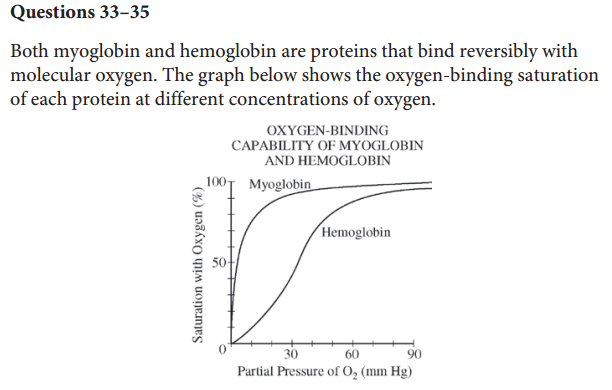 Questions 33–35
Both myoglobin and hemoglobin are proteins that bind reversibly with
molecular oxygen. The graph below shows the oxygen-binding saturation
of each protein at different concentrations of oxygen.
OXYGEN-BINDING
CAPABILITY OF MYOGLOBIN
AND HEMOGLOBIN
Saturation with Oxygen (%)
100
Myoglobin
Hemoglobin
50
0
30 60 90
Partial Pressure of O₂ (mm Hg)